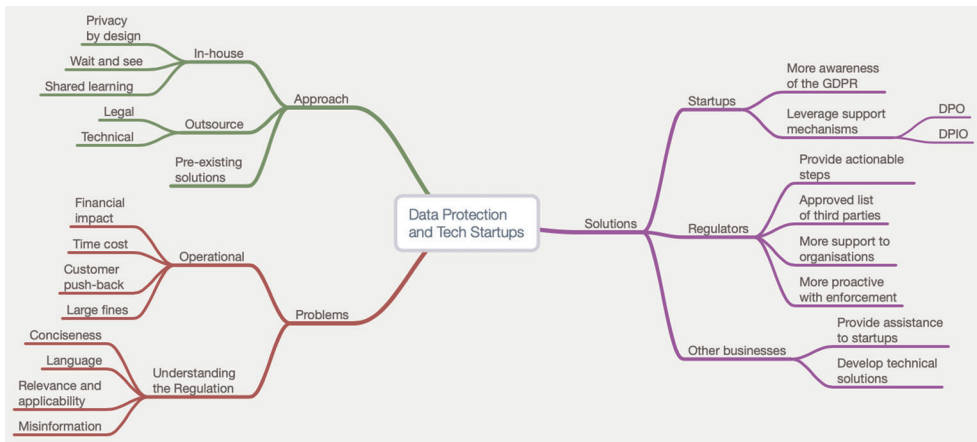 Data Protection
and Tech Startups
Approach
In-house
Privacy
by design
Wait and see
Shared learning
Outsource
Legal
Technical
Pre-existing
solutions
Problems
Operational
Financial
impact
Time cost
Customer
push-back
Large fines
Understanding
the Regulation
Conciseness
Language
Relevance and
applicability
Misinformation
Solutions
Startups
More awareness
of the GDPR
Leverage support
mechanisms
DPO
DPIO
Regulators
Provide actionable
steps
Approved list
of third parties
More support to
organisations
More proactive
with enforcement
Other businesses
Provide assistance
to startups
Develop technical
solutions